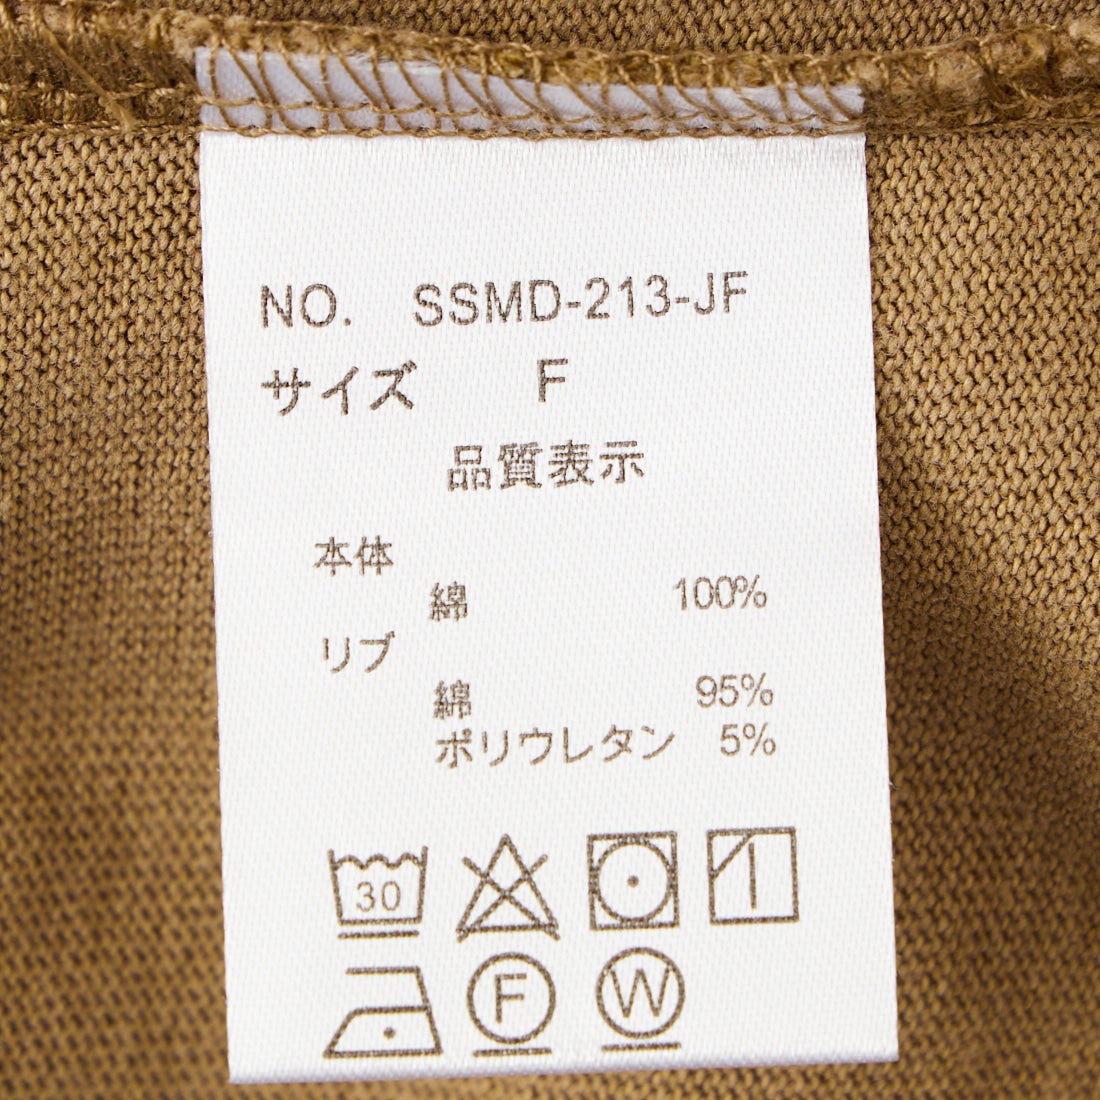 NO. SSMD-213-JF
サイズ F
品質表示
本体
綿 100%
リブ
綿 95%
ポリウレタン 5%
30
F W